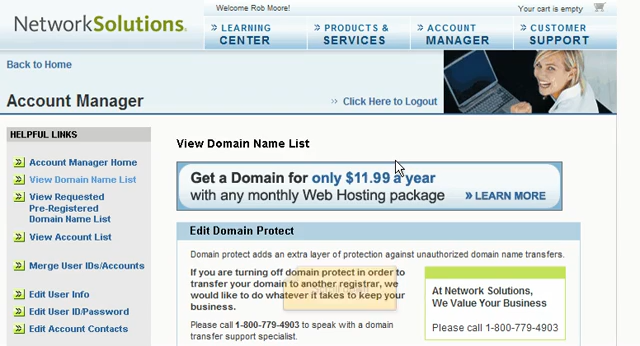 Welcome Rob Moore!
Your cart is empty
NetworkSolutions.
LEARNING CENTER
PRODUCTS & SERVICES
ACCOUNT MANAGER
CUSTOMER SUPPORT
Back to Home
Account Manager
Click Here to Logout
HELPFUL LINKS
Account Manager Home
View Domain Name List
View Requested
Pre-Registered
Domain Name List
View Account List
Merge User IDs/Accounts
Edit User Info
Edit User ID/Password
Edit Account Contacts
View Domain Name List
Get a Domain for only $11.99 a year
with any monthly Web Hosting package
» LEARN MORE
Edit Domain Protect
Domain protect adds an extra layer of protection against unauthorized domain name transfers.
If you are turning off domain protect in order to
transfer your domain to another registrar, we
would like to do whatever it takes to keep your
business.
Please call 1-800-779-4903 to speak with a domain
transfer support specialist.
At Network Solutions,
We Value Your Business
Please call 1-800-779-4903